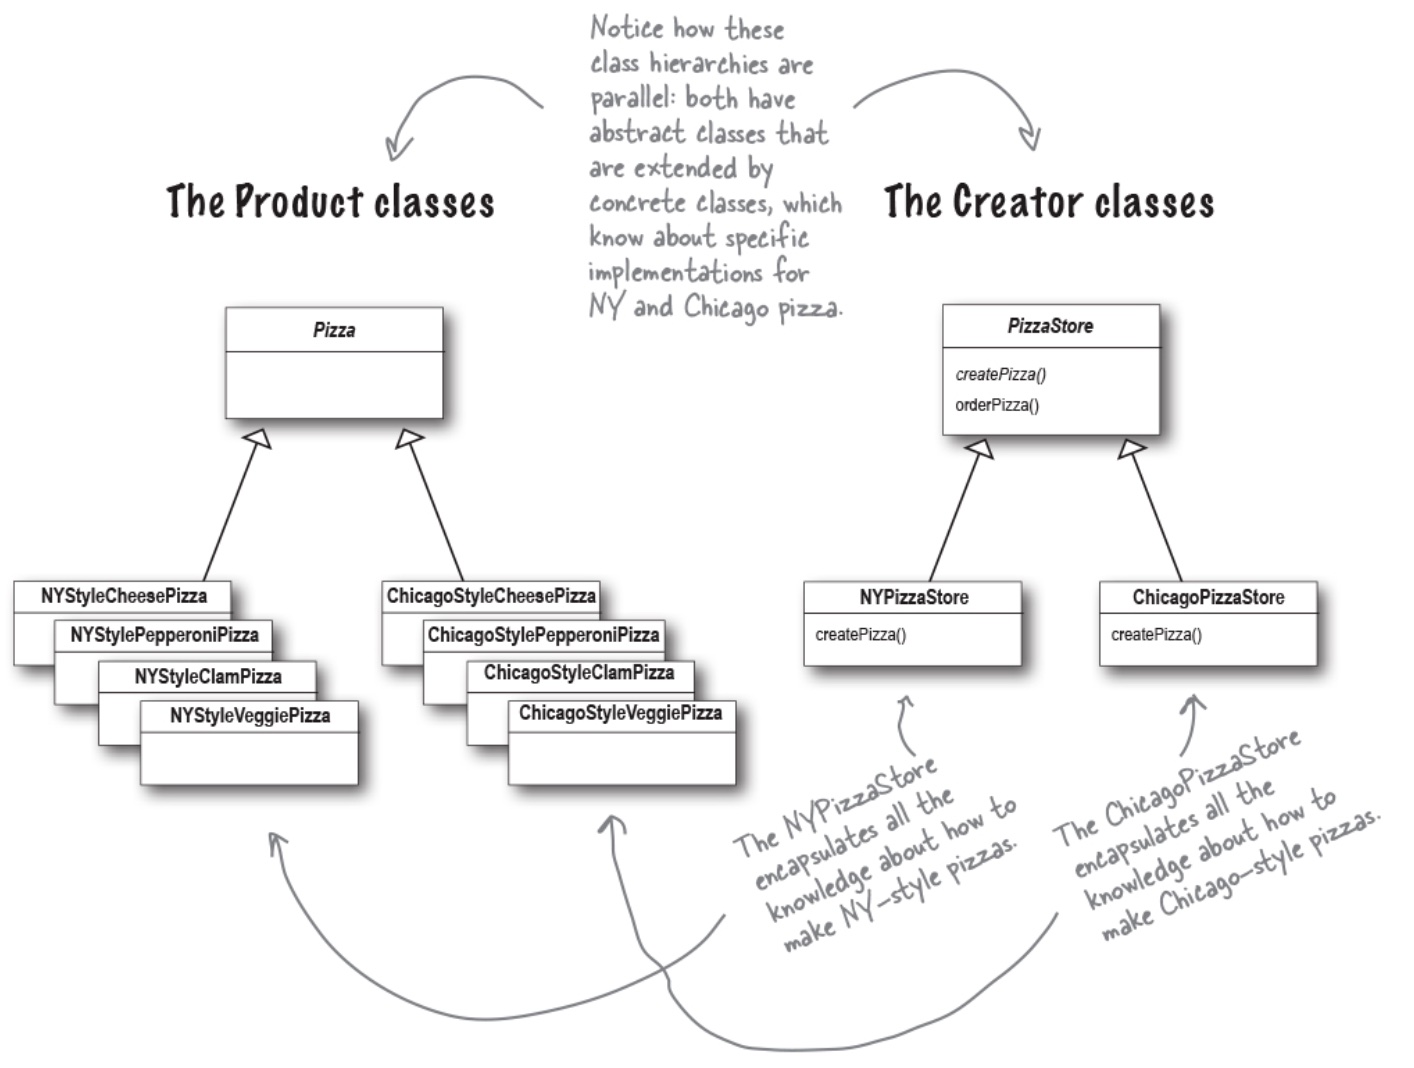 Notice how these
class hierarchies are
parallel: both have
abstract classes that
are extended by
concrete classes, which
know about specific
implementations for
NY and Chicago pizza.
The Product classes
The Creator classes
Pizza
NYStyleCheesePizza
NYStylePepperoniPizza
NYStyleClamPizza
NYStyleVeggiePizza
ChicagoStyleCheesePizza
ChicagoStylePepperoniPizza
ChicagoStyleClamPizza
ChicagoStyleVeggiePizza
PizzaStore
createPizza()
orderPizza()
NYPizzaStore
createPizza()
ChicagoPizzaStore
createPizza()
The NYPizzaStore
encapsulates all the
knowledge about how to
make NY-style pizzas.
The ChicagoPizzaStore
encapsulates all the
knowledge about how to
make Chicago-style pizzas.